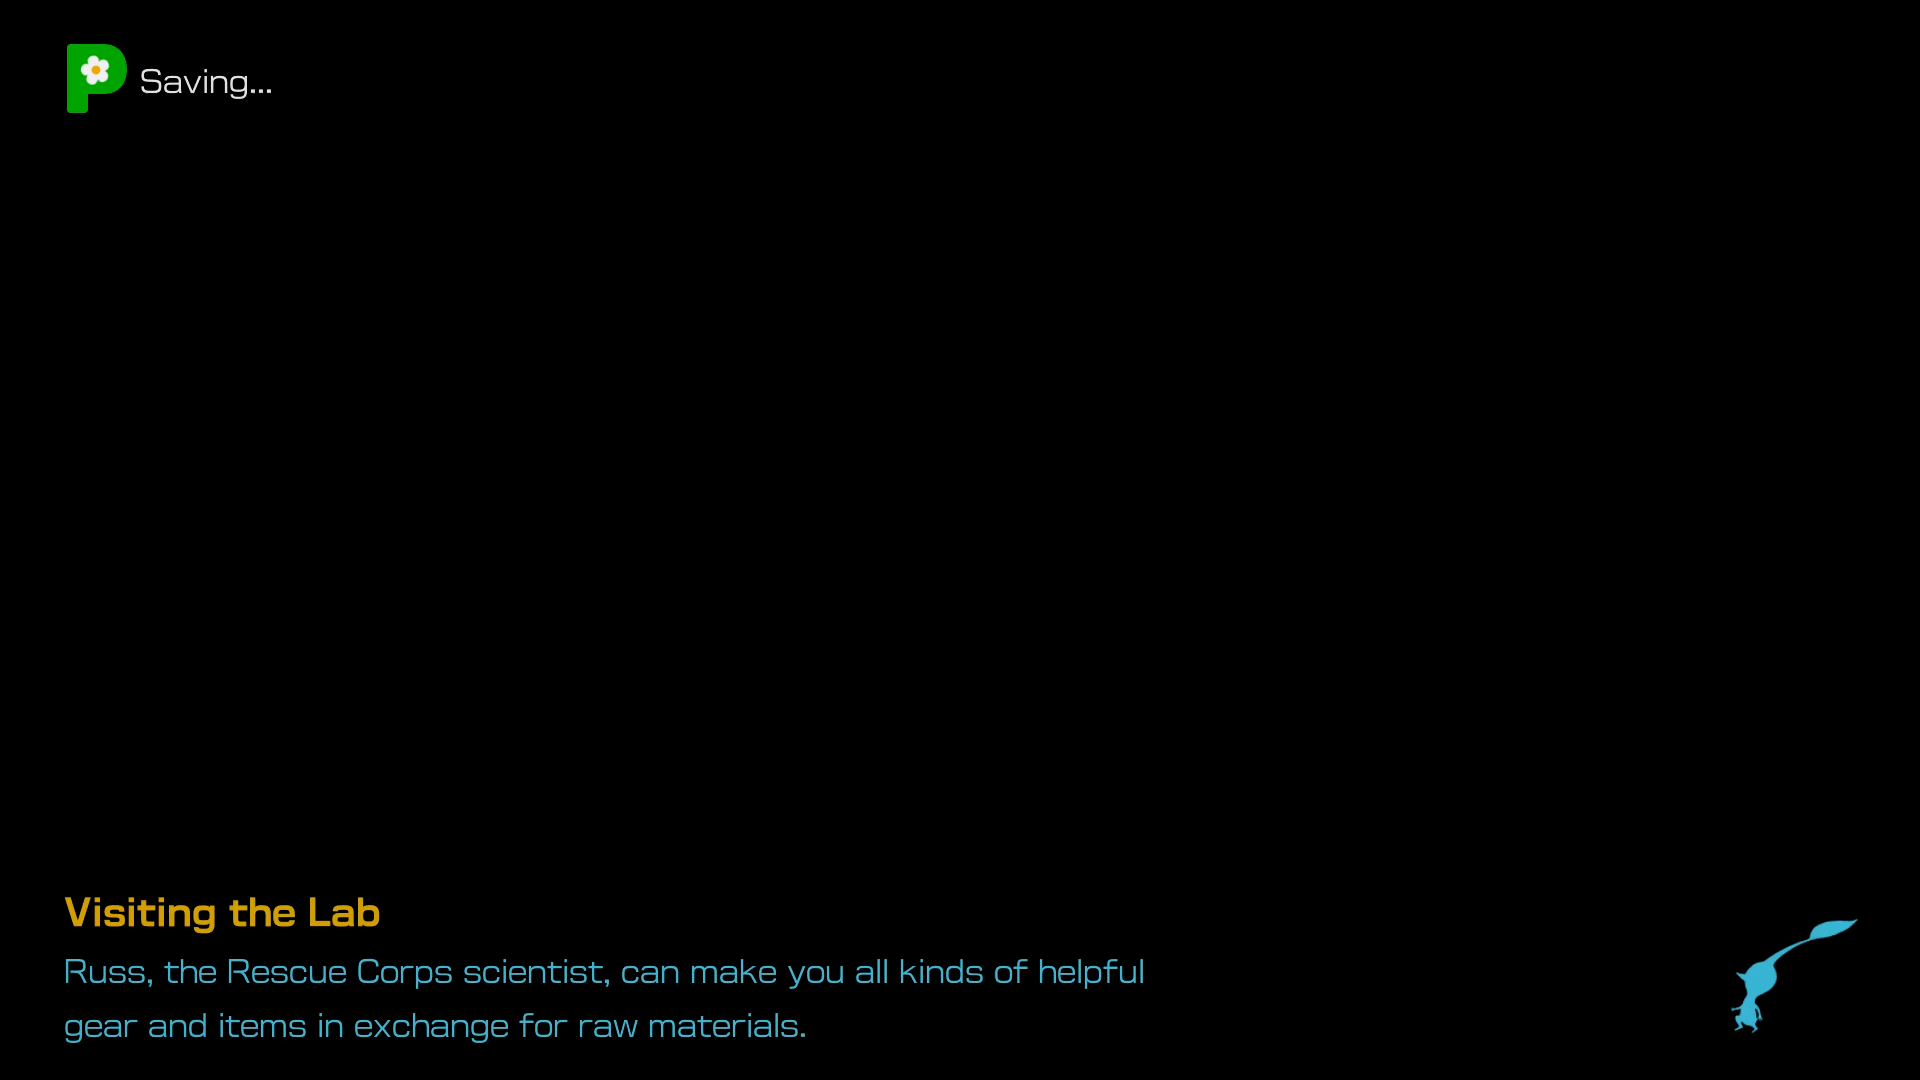 P Saving...
Visiting the Lab
Russ, the Rescue Corps scientist, can make you all kinds of helpful
gear and items in exchange for raw materials.